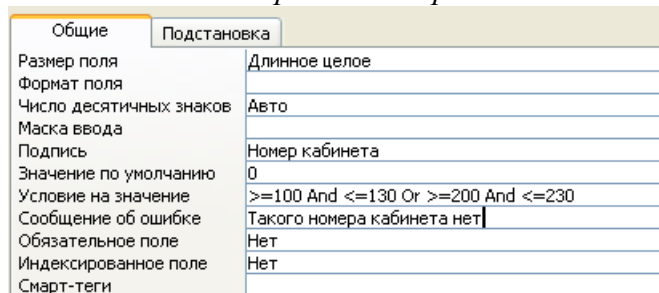 Общие Подстановка
Размер поля Длинное целое
Формат поля
Число десятичных знаков Авто
Маска ввода
Подпись Номер кабинета
Значение по умолчанию 0
Условие на значение >=100 And <=130 Or >=200 And <=230
Сообщение об ошибке Такого номера кабинета нет
Обязательное поле Нет
Индексированное поле Нет
Смарт-теги